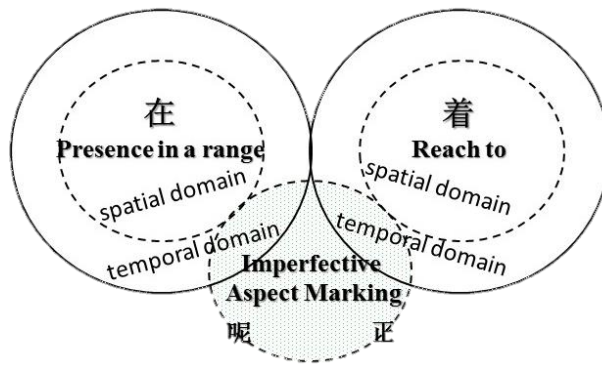 在
Presence in a range
spatial domain
temporal domain
着
Reach to
spatial domain
temporal domain
Imperfective
Aspect Marking
呢
正